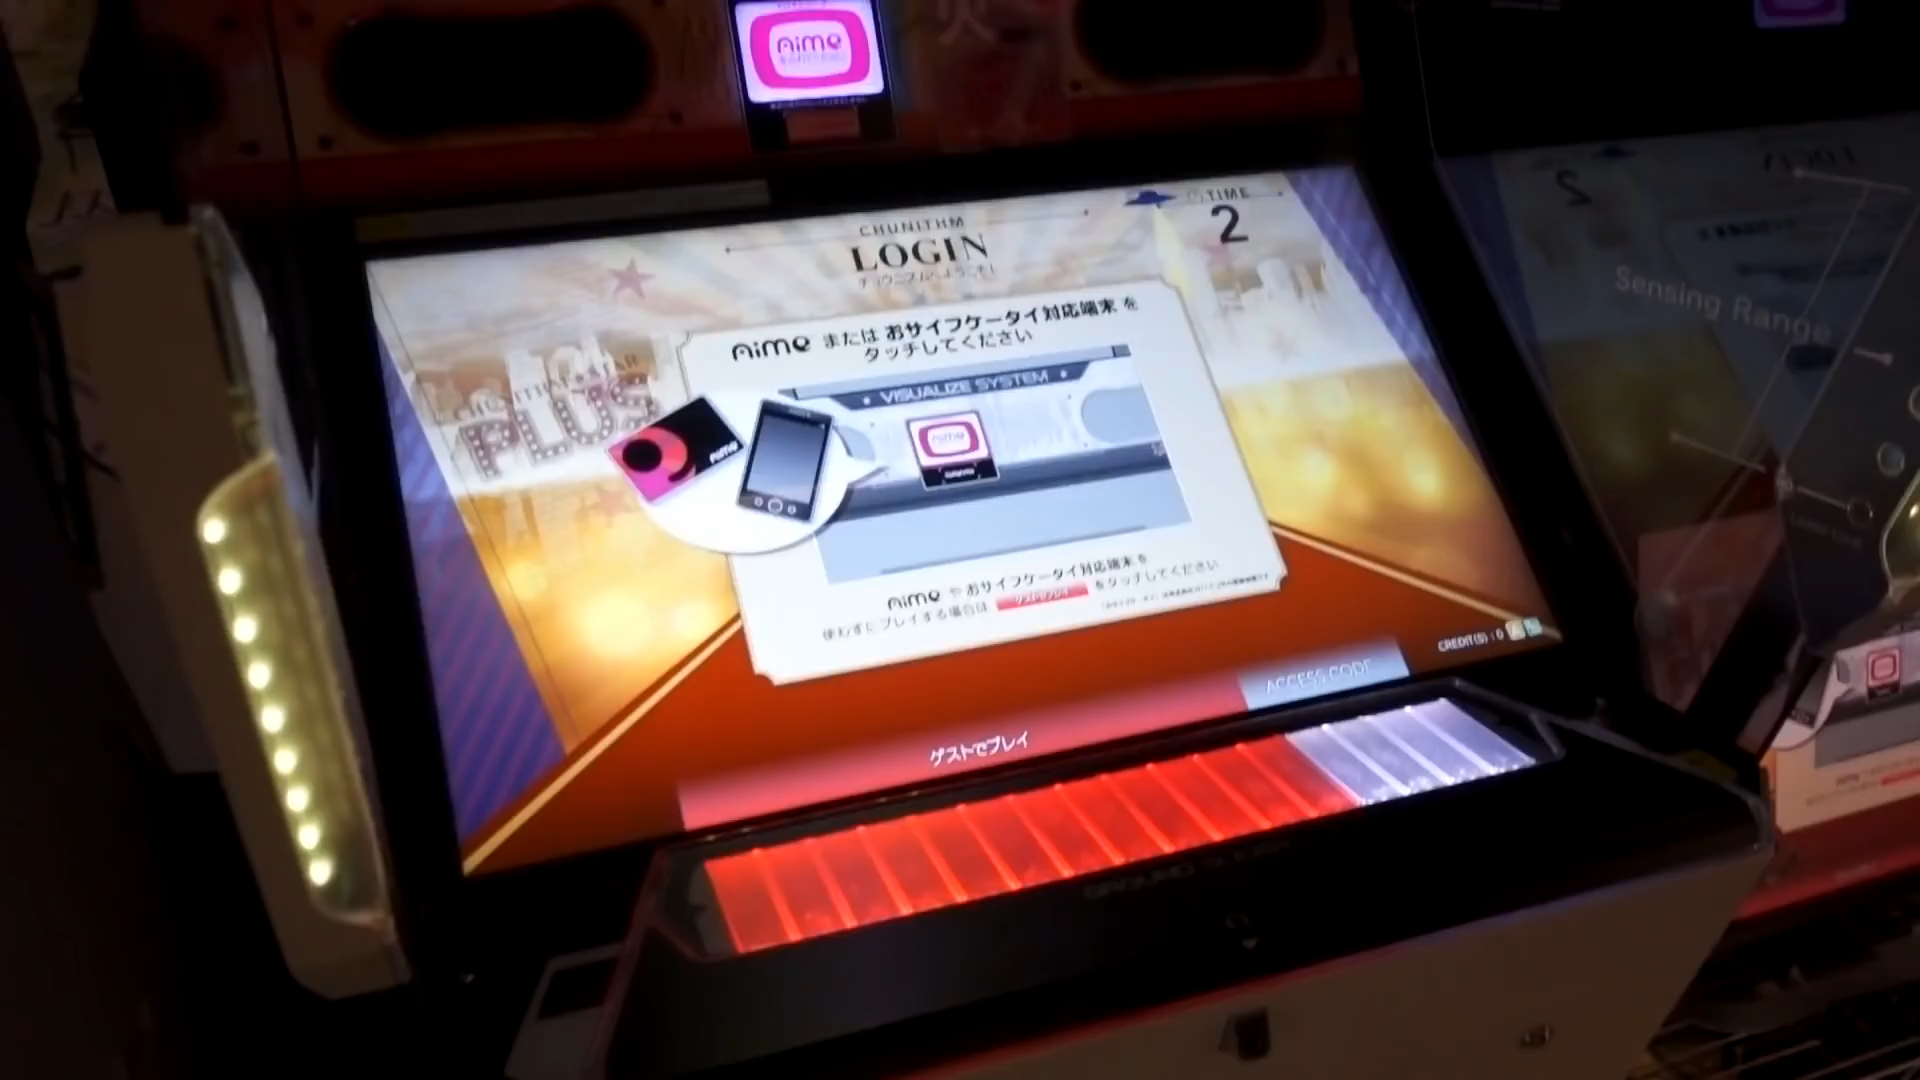 Aime
CHUNITHM
LOGIN
チュウニズムへようこそ!
TIME
2
Aime または おサイフケータイ対応端末 を
タッチしてください
VISUALIZE SYSTEM
Aime
Aime
STAR
PLUS
Aime や おサイフケータイ対応端末 を
使わずにプレイする場合は ゲストでプレイ をタッチしてください
CREDIT(S) : 0
ACCESS CODE
ゲストでプレイ
Sensing Range
2